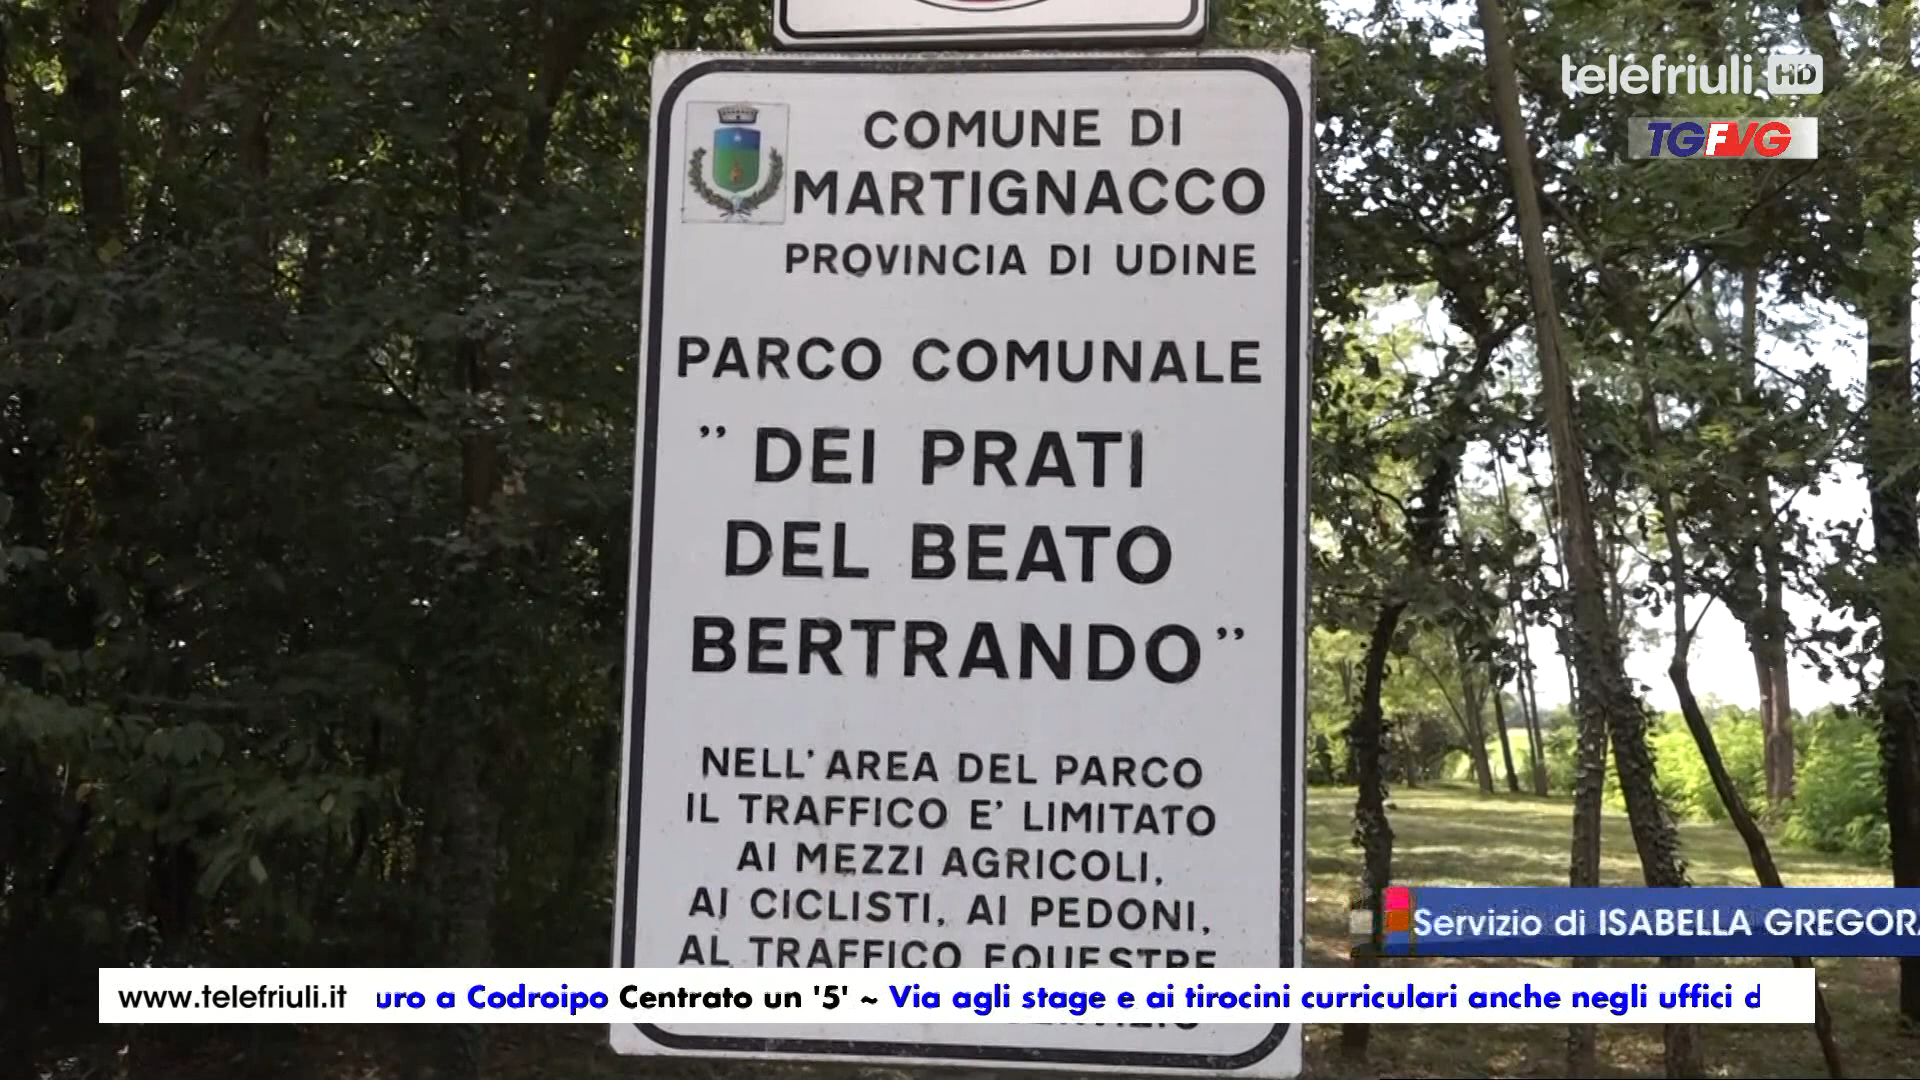 telefriuli HD
TGFVG
COMUNE DI
MARTIGNACCO
PROVINCIA DI UDINE
PARCO COMUNALE
" DEI PRATI
DEL BEATO
BERTRANDO "
NELL'AREA DEL PARCO
IL TRAFFICO E' LIMITATO
AI MEZZI AGRICOLI,
AI CICLISTI, AI PEDONI,
AL TRAFFICO EQUESTRE
Servizio di ISABELLA GREGORA
www.telefriuli.it uro a Codroipo Centrato un '5' ~ Via agli stage e ai tirocini curriculari anche negli uffici d